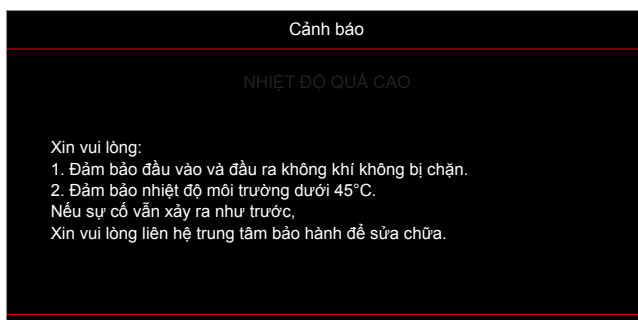 Cảnh báo
NHIỆT ĐỘ QUÁ CAO
Xin vui lòng:
1. Đảm bảo đầu vào và đầu ra không khí không bị chặn.
2. Đảm bảo nhiệt độ môi trường dưới 45°C.
Nếu sự cố vẫn xảy ra như trước,
Xin vui lòng liên hệ trung tâm bảo hành để sửa chữa.